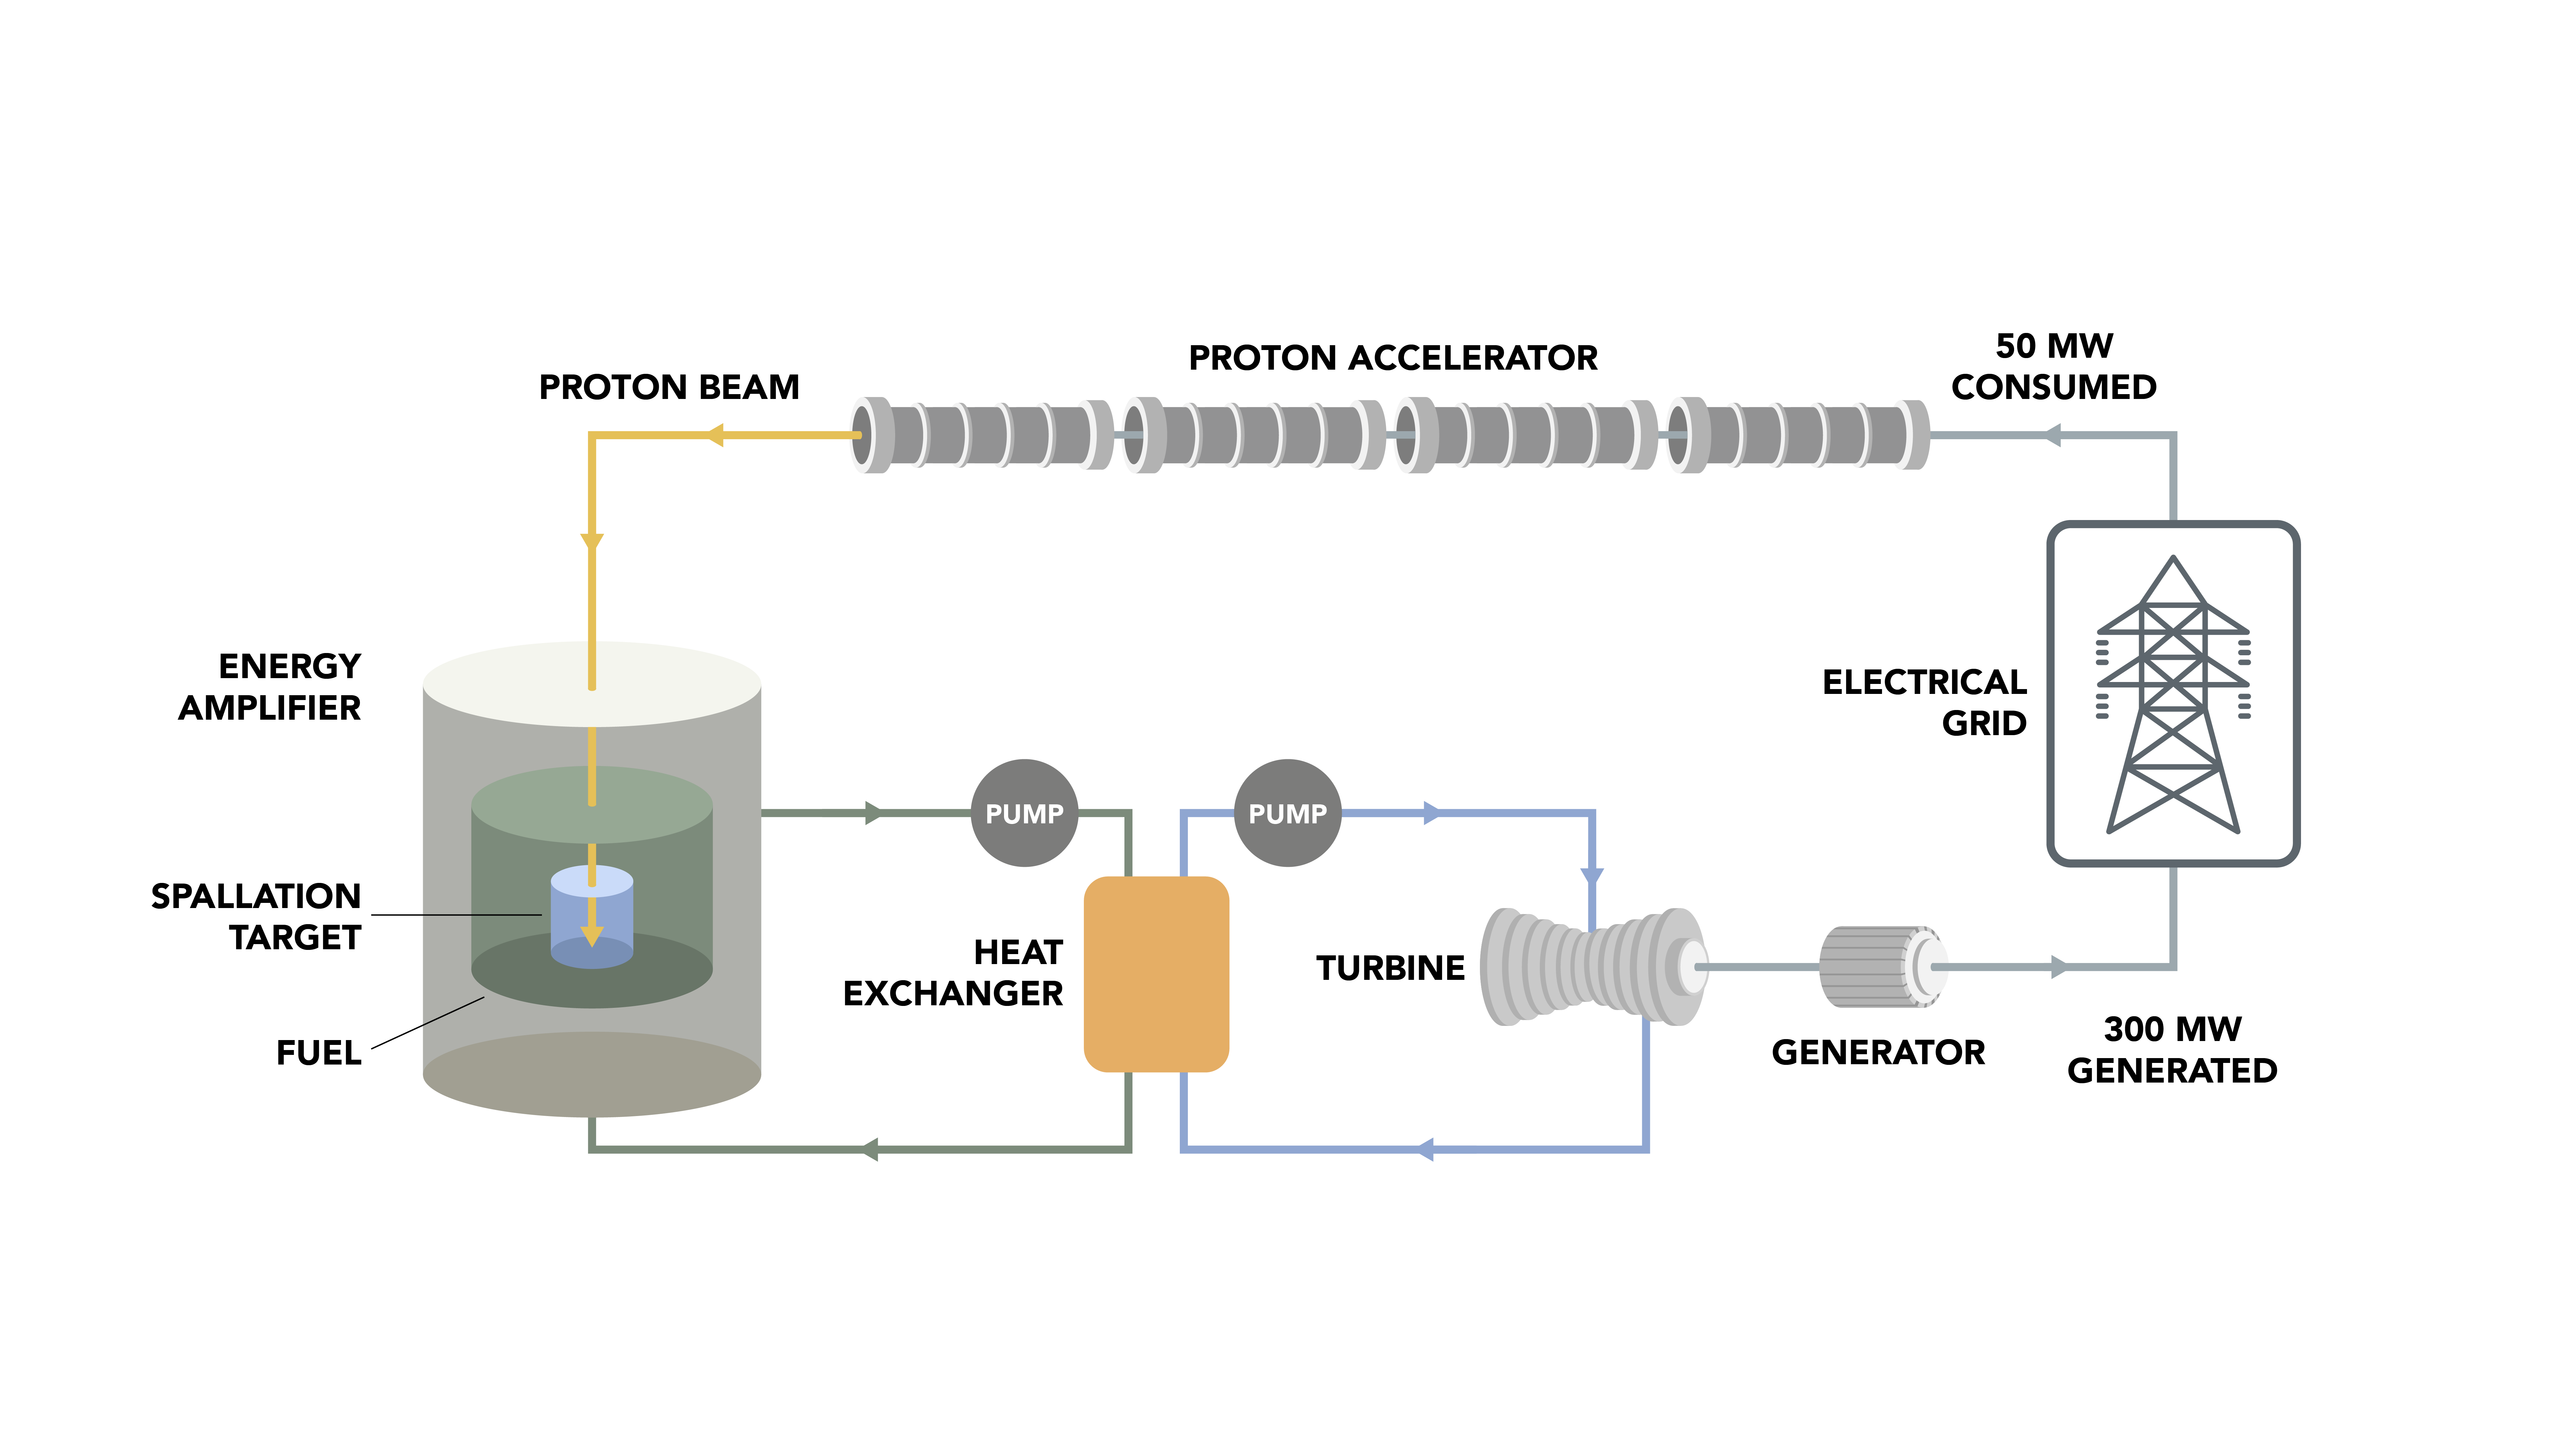 50 MW
CONSUMED
PROTON ACCELERATOR
PROTON BEAM
ENERGY
AMPLIFIER
ELECTRICAL
GRID
PUMP
PUMP
SPALLATION
TARGET
HEAT
EXCHANGER
TURBINE
FUEL
GENERATOR
300 MW
GENERATED